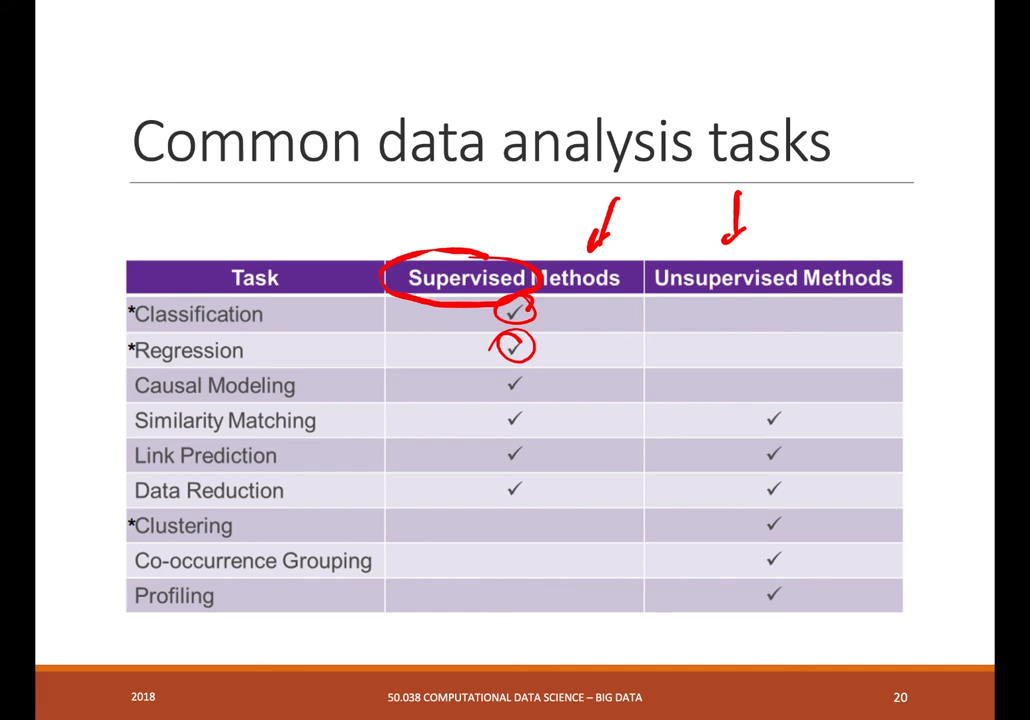 Common data analysis tasks
Task Supervised Methods Unsupervised Methods
*Classification ✓
*Regression ✓
Causal Modeling ✓
Similarity Matching ✓ ✓
Link Prediction ✓ ✓
Data Reduction ✓ ✓
*Clustering ✓
Co-occurrence Grouping ✓
Profiling ✓
2018 50.038 COMPUTATIONAL DATA SCIENCE – BIG DATA 20